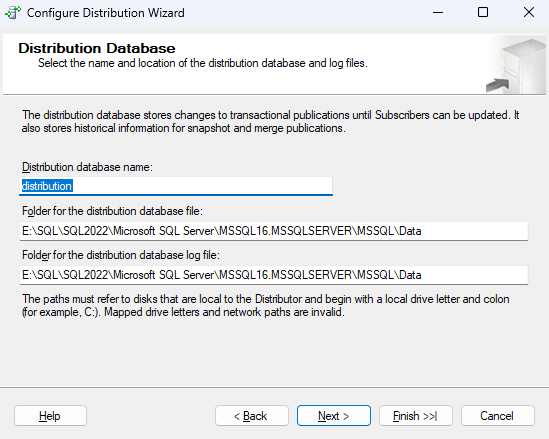 Configure Distribution Wizard
Distribution Database
Select the name and location of the distribution database and log files.
The distribution database stores changes to transactional publications until Subscribers can be updated. It
also stores historical information for snapshot and merge publications.
Distribution database name:
distribution
Folder for the distribution database file:
E:\SQL\SQL2022\Microsoft SQL Server\MSSQL16.MSSQLSERVER\MSSQL\Data
Folder for the distribution database log file:
E:\SQL\SQL2022\Microsoft SQL Server\MSSQL16.MSSQLSERVER\MSSQL\Data
The paths must refer to disks that are local to the Distributor and begin with a local drive letter and colon
(for example, C:). Mapped drive letters and network paths are invalid.
Help
< Back
Next >
Finish >>|
Cancel